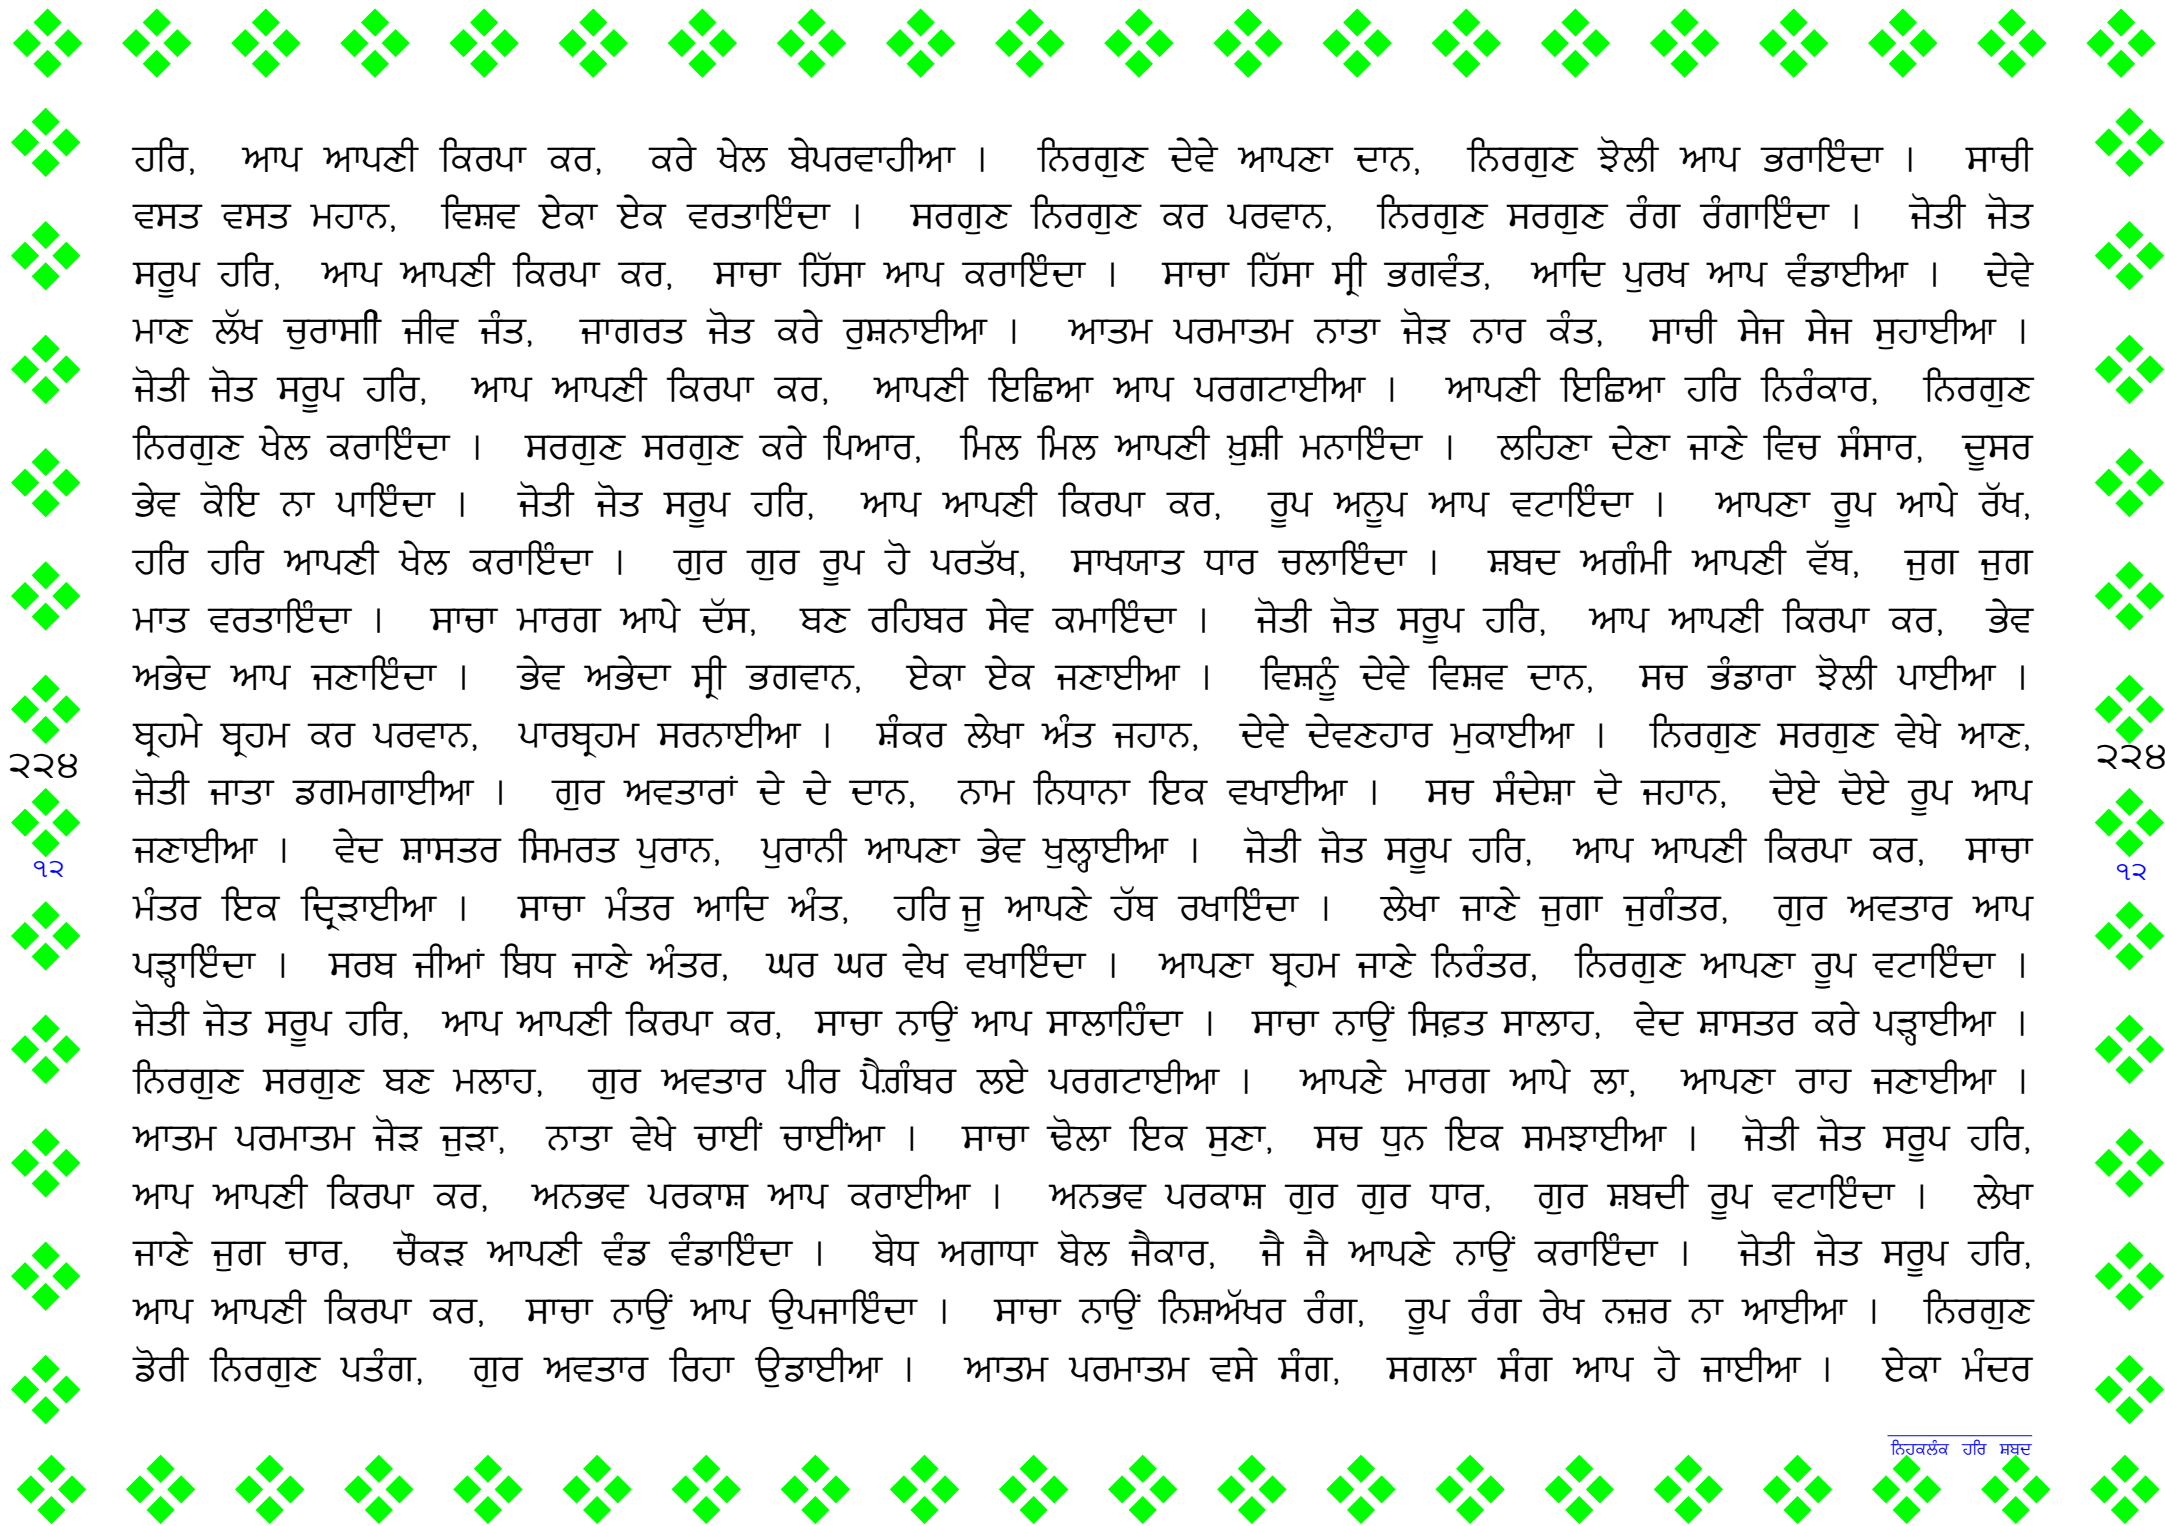 ਹਰਿ, ਆਪ ਆਪਣੀ ਕਿਰਪਾ ਕਰ, ਕਰੇ ਖੇਲ ਬੇਪਰਵਾਹੀਆ । ਨਿਰਗੁਣ ਦੇਵੇ ਆਪਣਾ ਦਾਨ, ਨਿਰਗੁਣ ਝੋਲੀ ਆਪ ਭਰਾਇੰਦਾ । ਸਾਚੀ
ਵਸਤ ਵਸਤ ਮਹਾਨ, ਵਿਸ਼ਵ ਏਕਾ ਏਕ ਵਰਤਾਇੰਦਾ । ਸਰਗੁਣ ਨਿਰਗੁਣ ਕਰ ਪਰਵਾਨ, ਨਿਰਗੁਣ ਸਰਗੁਣ ਰੰਗ ਰੰਗਾਇੰਦਾ । ਜੋਤੀ ਜੋਤ
ਸਰੂਪ ਹਰਿ, ਆਪ ਆਪਣੀ ਕਿਰਪਾ ਕਰ, ਸਾਚਾ ਹਿੱਸਾ ਆਪ ਕਰਾਇੰਦਾ । ਸਾਚਾ ਹਿੱਸਾ ਸ੍ਰੀ ਭਗਵੰਤ, ਆਦਿ ਪੁਰਖ ਆਪ ਵੰਡਾਈਆ । ਦੇਵੇ
ਮਾਣ ਲੱਖ ਚੁਰਾਸੀ ਜੀਵ ਜੰਤ, ਜਾਗਰਤ ਜੋਤ ਕਰੇ ਰੁਸ਼ਨਾਈਆ । ਆਤਮ ਪਰਮਾਤਮ ਨਾਤਾ ਜੋੜ ਨਾਰ ਕੰਤ, ਸਾਚੀ ਸੇਜ ਸੇਜ ਸੁਹਾਈਆ ।
ਜੋਤੀ ਜੋਤ ਸਰੂਪ ਹਰਿ, ਆਪ ਆਪਣੀ ਕਿਰਪਾ ਕਰ, ਆਪਣੀ ਇਛਿਆ ਆਪ ਪਰਗਟਾਈਆ । ਆਪਣੀ ਇਛਿਆ ਹਰਿ ਨਿਰੰਕਾਰ, ਨਿਰਗੁਣ
ਨਿਰਗੁਣ ਖੇਲ ਕਰਾਇੰਦਾ । ਸਰਗੁਣ ਸਰਗੁਣ ਕਰੇ ਪਿਆਰ, ਮਿਲ ਮਿਲ ਆਪਣੀ ਖ਼ੁਸ਼ੀ ਮਨਾਇੰਦਾ । ਲਹਿਣਾ ਦੇਣਾ ਜਾਣੇ ਵਿਚ ਸੰਸਾਰ, ਦੂਸਰ
ਭੇਵ ਕੋਇ ਨਾ ਪਾਇੰਦਾ । ਜੋਤੀ ਜੋਤ ਸਰੂਪ ਹਰਿ, ਆਪ ਆਪਣੀ ਕਿਰਪਾ ਕਰ, ਰੂਪ ਅਨੂਪ ਆਪ ਵਟਾਇੰਦਾ । ਆਪਣਾ ਰੂਪ ਆਪੇ ਰੱਖ,
ਹਰਿ ਹਰਿ ਆਪਣੀ ਖੇਲ ਕਰਾਇੰਦਾ । ਗੁਰ ਗੁਰ ਰੂਪ ਹੋ ਪਰਤੱਖ, ਸਾਖਯਾਤ ਧਾਰ ਚਲਾਇੰਦਾ । ਸ਼ਬਦ ਅਗੰਮੀ ਆਪਣੀ ਵੱਥ, ਜੁਗ ਜੁਗ
ਮਾਤ ਵਰਤਾਇੰਦਾ । ਸਾਚਾ ਮਾਰਗ ਆਪੇ ਦੱਸ, ਬਣ ਰਹਿਬਰ ਸੇਵ ਕਮਾਇੰਦਾ । ਜੋਤੀ ਜੋਤ ਸਰੂਪ ਹਰਿ, ਆਪ ਆਪਣੀ ਕਿਰਪਾ ਕਰ, ਭੇਵ
ਅਭੇਦ ਆਪ ਜਣਾਇੰਦਾ । ਭੇਵ ਅਭੇਦਾ ਸ੍ਰੀ ਭਗਵਾਨ, ਏਕਾ ਏਕ ਜਣਾਈਆ । ਵਿਸ਼ਨੂੰ ਦੇਵੇ ਵਿਸ਼ਵ ਦਾਨ, ਸਚ ਭੰਡਾਰਾ ਝੋਲੀ ਪਾਈਆ ।
ਬ੍ਰਹਮੇ ਬ੍ਰਹਮ ਕਰ ਪਰਵਾਨ, ਪਾਰਬ੍ਰਹਮ ਸਰਨਾਈਆ । ਸ਼ੰਕਰ ਲੇਖਾ ਅੰਤ ਜਹਾਨ, ਦੇਵੇ ਦੇਵਣਹਾਰ ਮੁਕਾਈਆ । ਨਿਰਗੁਣ ਸਰਗੁਣ ਵੇਖੇ ਆਣ,
੨੨੪ ੨੨੪
ਜੋਤੀ ਜਾਤਾ ਡਗਮਗਾਈਆ । ਗੁਰ ਅਵਤਾਰਾਂ ਦੇ ਦੇ ਦਾਨ, ਨਾਮ ਨਿਧਾਨਾ ਇਕ ਵਖਾਈਆ । ਸਚ ਸੰਦੇਸ਼ਾ ਦੋ ਜਹਾਨ, ਦੋਏ ਦੋਏ ਰੂਪ ਆਪ
ਜਣਾਈਆ । ਵੇਦ ਸ਼ਾਸਤਰ ਸਿਮਰਤ ਪੁਰਾਨ, ਪੁਰਾਨੀ ਆਪਣਾ ਭੇਵ ਖੁਲ੍ਹਾਈਆ । ਜੋਤੀ ਜੋਤ ਸਰੂਪ ਹਰਿ, ਆਪ ਆਪਣੀ ਕਿਰਪਾ ਕਰ, ਸਾਚਾ
੧੨ ੧੨
ਮੰਤਰ ਇਕ ਦ੍ਰਿੜਾਈਆ । ਸਾਚਾ ਮੰਤਰ ਆਦਿ ਅੰਤ, ਹਰਿ ਜੂ ਆਪਣੇ ਹੱਥ ਰਖਾਇੰਦਾ । ਲੇਖਾ ਜਾਣੇ ਜੁਗਾ ਜੁਗੰਤਰ, ਗੁਰ ਅਵਤਾਰ ਆਪ
ਪੜ੍ਹਾਇੰਦਾ । ਸਰਬ ਜੀਆਂ ਬਿਧ ਜਾਣੇ ਅੰਤਰ, ਘਰ ਘਰ ਵੇਖ ਵਖਾਇੰਦਾ । ਆਪਣਾ ਬ੍ਰਹਮ ਜਾਣੇ ਨਿਰੰਤਰ, ਨਿਰਗੁਣ ਆਪਣਾ ਰੂਪ ਵਟਾਇੰਦਾ ।
ਜੋਤੀ ਜੋਤ ਸਰੂਪ ਹਰਿ, ਆਪ ਆਪਣੀ ਕਿਰਪਾ ਕਰ, ਸਾਚਾ ਨਾਉਂ ਆਪ ਸਾਲਾਹਿੰਦਾ । ਸਾਚਾ ਨਾਉਂ ਸਿਫ਼ਤ ਸਾਲਾਹ, ਵੇਦ ਸ਼ਾਸਤਰ ਕਰੇ ਪੜ੍ਹਾਈਆ ।
ਨਿਰਗੁਣ ਸਰਗੁਣ ਬਣ ਮਲਾਹ, ਗੁਰ ਅਵਤਾਰ ਪੀਰ ਪੈਗ਼ੰਬਰ ਲਏ ਪਰਗਟਾਈਆ । ਆਪਣੇ ਮਾਰਗ ਆਪੇ ਲਾ, ਆਪਣਾ ਰਾਹ ਜਣਾਈਆ ।
ਆਤਮ ਪਰਮਾਤਮ ਜੋੜ ਜੁੜਾ, ਨਾਤਾ ਵੇਖੇ ਚਾਈਂ ਚਾਈਂਆ । ਸਾਚਾ ਢੋਲਾ ਇਕ ਸੁਣਾ, ਸਚ ਧੁਨ ਇਕ ਸਮਝਾਈਆ । ਜੋਤੀ ਜੋਤ ਸਰੂਪ ਹਰਿ,
ਆਪ ਆਪਣੀ ਕਿਰਪਾ ਕਰ, ਅਨਭਵ ਪਰਕਾਸ਼ ਆਪ ਕਰਾਈਆ । ਅਨਭਵ ਪਰਕਾਸ਼ ਗੁਰ ਗੁਰ ਧਾਰ, ਗੁਰ ਸ਼ਬਦੀ ਰੂਪ ਵਟਾਇੰਦਾ । ਲੇਖਾ
ਜਾਣੇ ਜੁਗ ਚਾਰ, ਚੌਕੜ ਆਪਣੀ ਵੰਡ ਵੰਡਾਇੰਦਾ । ਬੋਧ ਅਗਾਧਾ ਬੋਲ ਜੈਕਾਰ, ਜੈ ਜੈ ਆਪਣੇ ਨਾਉਂ ਕਰਾਇੰਦਾ । ਜੋਤੀ ਜੋਤ ਸਰੂਪ ਹਰਿ,
ਆਪ ਆਪਣੀ ਕਿਰਪਾ ਕਰ, ਸਾਚਾ ਨਾਉਂ ਆਪ ਉਪਜਾਇੰਦਾ । ਸਾਚਾ ਨਾਉਂ ਨਿਸ਼ਅੱਖਰ ਰੰਗ, ਰੂਪ ਰੰਗ ਰੇਖ ਨਜ਼ਰ ਨਾ ਆਈਆ । ਨਿਰਗੁਣ
ਡੋਰੀ ਨਿਰਗੁਣ ਪਤੰਗ, ਗੁਰ ਅਵਤਾਰ ਰਿਹਾ ਉਡਾਈਆ । ਆਤਮ ਪਰਮਾਤਮ ਵਸੇ ਸੰਗ, ਸਗਲਾ ਸੰਗ ਆਪ ਹੋ ਜਾਈਆ । ਏਕਾ ਮੰਦਰ
ਨਿਹਕਲੰਕ ਹਰਿ ਸ਼ਬਦ